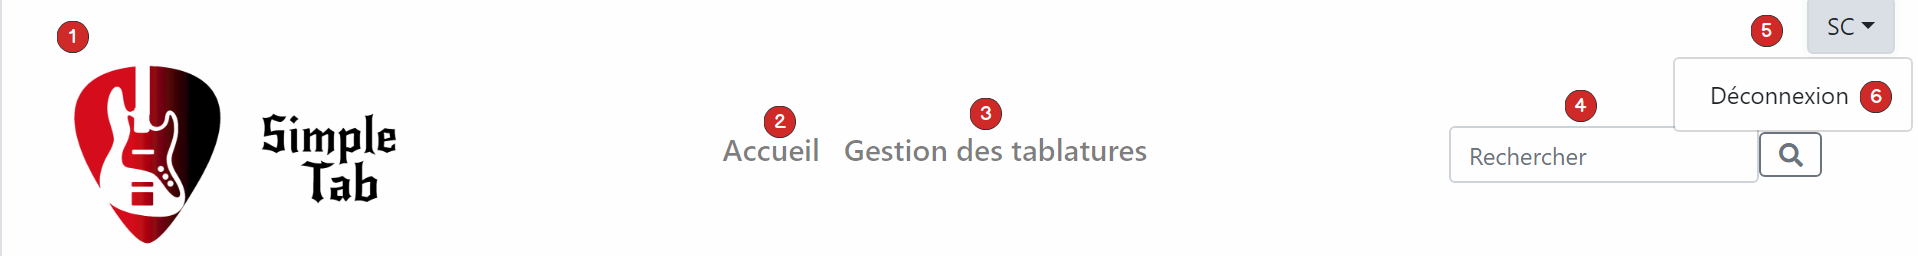 1
5
SC
Déconnexion
6
4
3
2
Simple
Tab
Accueil
Gestion des tablatures
Rechercher